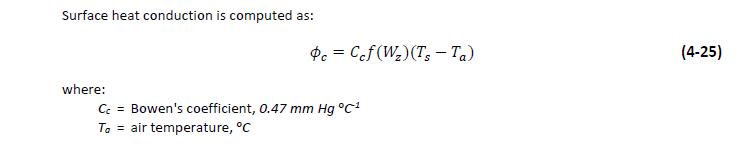 Surface heat conduction is computed as:
ϕc = Ccf(Wz)(Ts − Ta) (4-25)
where:
Cc = Bowen's coefficient, 0.47 mm Hg °C-1
Ta = air temperature, °C